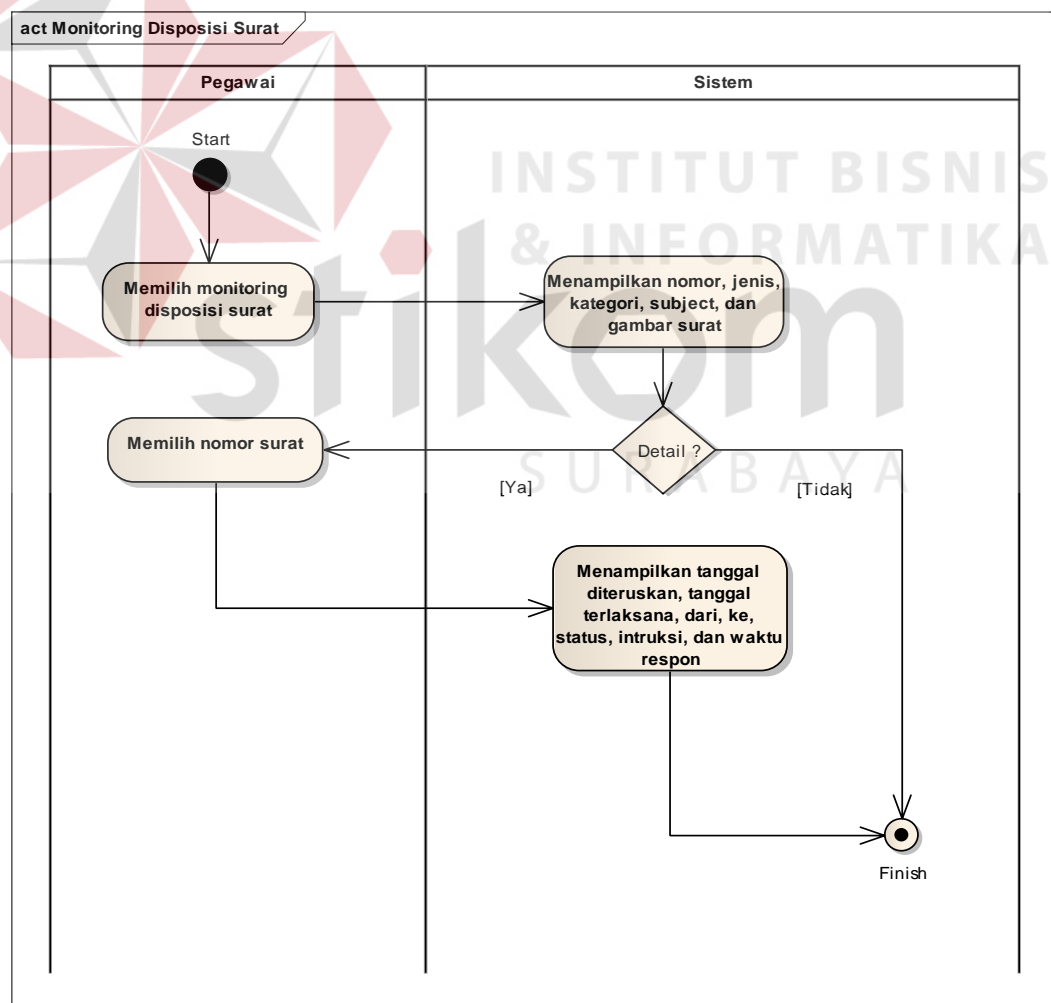 act Monitoring Disposisi Surat
Pegawai
Sistem
Start
INSTITUT BISNIS
& INFORMATIKA
stikom
SURABAYA
Memilih monitoring
disposisi surat
Menampilkan nomor, jenis,
kategori, subject, dan
gambar surat
Memilih nomor surat
Detail ?
[Ya]
[Tidak]
Menampilkan tanggal
diteruskan, tanggal
terlaksana, dari, ke,
status, intruksi, dan waktu
respon
Finish